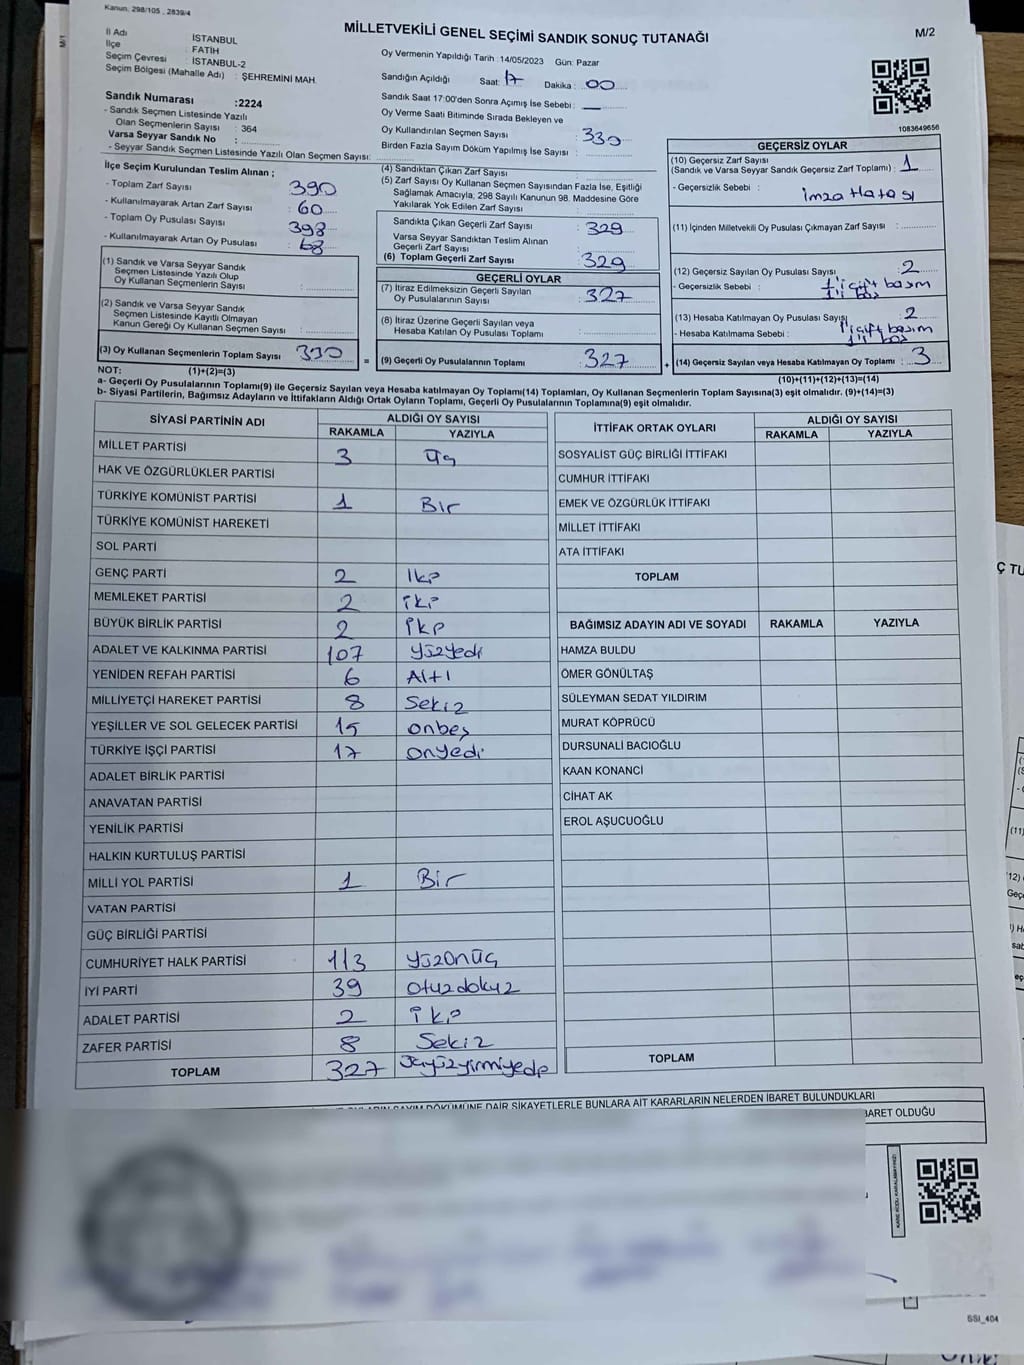 Kanun. 298/105 , 2839/4
MİLLETVEKİLİ GENEL SEÇİMİ SANDIK SONUÇ TUTANAĞI
M/2
İl Adı : İSTANBUL
İlçe : FATİH
Seçim Çevresi : İSTANBUL-2
Seçim Bölgesi (Mahalle Adı) : ŞEHREMİNİ MAH.
Sandık Numarası :2224
- Sandık Seçmen Listesinde Yazılı
Olan Seçmenlerin Sayısı : 364
Varsa Seyyar Sandık No :
- Seyyar Sandık Seçmen Listesinde Yazılı Olan Seçmen Sayısı:
Oy Vermenin Yapıldığı Tarih :14/05/2023 Gün: Pazar
Sandığın Açıldığı Saat: 17 Dakika : 00
Sandık Saat 17:00'den Sonra Açımış İse Sebebi :
Oy Verme Saati Bitiminde Sırada Bekleyen ve
Oy Kullandırılan Seçmen Sayısı : 330
Birden Fazla Sayım Döküm Yapılmış İse Sayısı :
1083649656
İlçe Seçim Kurulundan Teslim Alınan ;
- Toplam Zarf Sayısı : 390
- Kullanılmayarak Artan Zarf Sayısı : 60
- Toplam Oy Pusulası Sayısı : 398
- Kullanılmayarak Artan Oy Pusulası : 68
(1) Sandık ve Varsa Seyyar Sandık
Seçmen Listesinde Yazılı Olup
Oy Kullanan Seçmenlerin Sayısı :
(2) Sandık ve Varsa Seyyar Sandık
Seçmen Listesinde Kayıtlı Olmayan
Kanun Gereği Oy Kullanan Seçmen Sayısı :
(3) Oy Kullanan Seçmenlerin Toplam Sayısı : 330 =
(4) Sandıktan Çıkan Zarf Sayısı :
(5) Zarf Sayısı Oy Kullanan Seçmen Sayısından Fazla İse, Eşitliği
Sağlamak Amacıyla, 298 Sayılı Kanunun 98. Maddesine Göre
Yakılarak Yok Edilen Zarf Sayısı :
Sandıkta Çıkan Geçerli Zarf Sayısı : 329
Varsa Seyyar Sandıktan Teslim Alınan
Geçerli Zarf Sayısı :
(6) Toplam Geçerli Zarf Sayısı : 329
GEÇERLİ OYLAR
(7) İtiraz Edilmeksizin Geçerli Sayılan
Oy Pusulalarının Sayısı : 327
(8) İtiraz Üzerine Geçerli Sayılan veya
Hesaba Katılan Oy Pusulası Toplamı :
(9) Geçerli Oy Pusulalarının Toplamı : 327 +
GEÇERSİZ OYLAR
(10) Geçersiz Zarf Sayısı
(Sandık ve Varsa Seyyar Sandık Geçersiz Zarf Toplamı) : 1
- Geçersizlik Sebebi : imza Hatası
(11) İçinden Milletvekili Oy Pusulası Çıkmayan Zarf Sayısı :
(12) Geçersiz Sayılan Oy Pusulası Sayısı : 2
- Geçersizlik Sebebi : 1'i çift basım
1'i boş
(13) Hesaba Katılmayan Oy Pusulası Sayısı : 2
- Hesaba Katılmama Sebebi : 1'i çift basım
1'i boş
(14) Geçersiz Sayılan veya Hesaba Katılmayan Oy Toplamı : 3
NOT: (1)+(2)=(3)
(10)+(11)+(12)+(13)=(14)
a- Geçerli Oy Pusulalarının Toplamı(9) ile Geçersiz Sayılan veya Hesaba katılmayan Oy Toplamı(14) Toplamları, Oy Kullanan Seçmenlerin Toplam Sayısına(3) eşit olmalıdır. (9)+(14)=(3)
b- Siyasi Partilerin, Bağımsız Adayların ve İttifakların Aldığı Ortak Oyların Toplamı, Geçerli Oy Pusulalarının Toplamına(9) eşit olmalıdır.
SİYASİ PARTİNİN ADI ALDIĞI OY SAYISI
RAKAMLA YAZIYLA
MİLLET PARTİSİ 3 üç
HAK VE ÖZGÜRLÜKLER PARTİSİ
TÜRKİYE KOMÜNİST PARTİSİ 1 Bir
TÜRKİYE KOMÜNİST HAREKETİ
SOL PARTİ
GENÇ PARTİ 2 İki
MEMLEKET PARTİSİ 2 iki
BÜYÜK BİRLİK PARTİSİ 2 iki
ADALET VE KALKINMA PARTİSİ 107 yüzyedi
YENİDEN REFAH PARTİSİ 6 Altı
MİLLİYETÇİ HAREKET PARTİSİ 8 Sekiz
YEŞİLLER VE SOL GELECEK PARTİSİ 15 onbeş
TÜRKİYE İŞÇİ PARTİSİ 17 onyedi
ADALET BİRLİK PARTİSİ
ANAVATAN PARTİSİ
YENİLİK PARTİSİ
HALKIN KURTULUŞ PARTİSİ
MİLLİ YOL PARTİSİ 1 Bir
VATAN PARTİSİ
GÜÇ BİRLİĞİ PARTİSİ
CUMHURİYET HALK PARTİSİ 113 yüzonüç
İYİ PARTİ 39 otuzdokuz
ADALET PARTİSİ 2 iki
ZAFER PARTİSİ 8 Sekiz
TOPLAM 327 üçyüzyirmiyedi
İTTİFAK ORTAK OYLARI ALDIĞI OY SAYISI
RAKAMLA YAZIYLA
SOSYALİST GÜÇ BİRLİĞİ İTTİFAKI
CUMHUR İTTİFAKI
EMEK VE ÖZGÜRLÜK İTTİFAKI
MİLLET İTTİFAKI
ATA İTTİFAKI
TOPLAM
BAĞIMSIZ ADAYIN ADI VE SOYADI RAKAMLA YAZIYLA
HAMZA BULDU
ÖMER GÖNÜLTAŞ
SÜLEYMAN SEDAT YILDIRIM
MURAT KÖPRÜCÜ
DURSUNALİ BACIOĞLU
KAAN KONANCİ
CİHAT AK
EROL AŞUCUOĞLU
TOPLAM
SAYIM DÖKÜMÜNE DAİR ŞİKAYETLERLE BUNLARA AİT KARARLARIN NELERDEN İBARET BULUNDUKLARI
BARET OLDUĞU
SSI_404